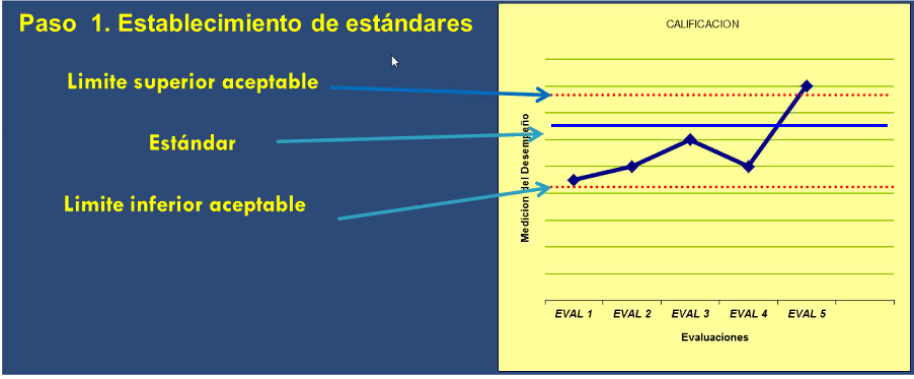 Paso 1. Establecimiento de estándares
Limite superior aceptable
Estándar
Limite inferior aceptable
CALIFICACION
Medicion del Desempeño
EVAL 1 EVAL 2 EVAL 3 EVAL 4 EVAL 5
Evaluaciones